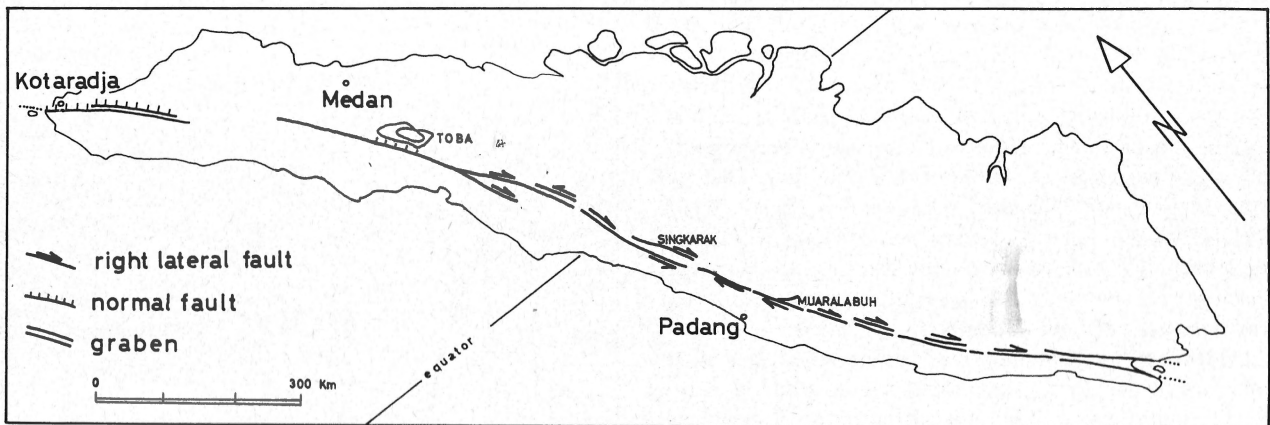 Kotaradja
Medan
TOBA
SINGKARAK
MUARALABUH
Padang
equator
right lateral fault
normal fault
graben
0 300 Km